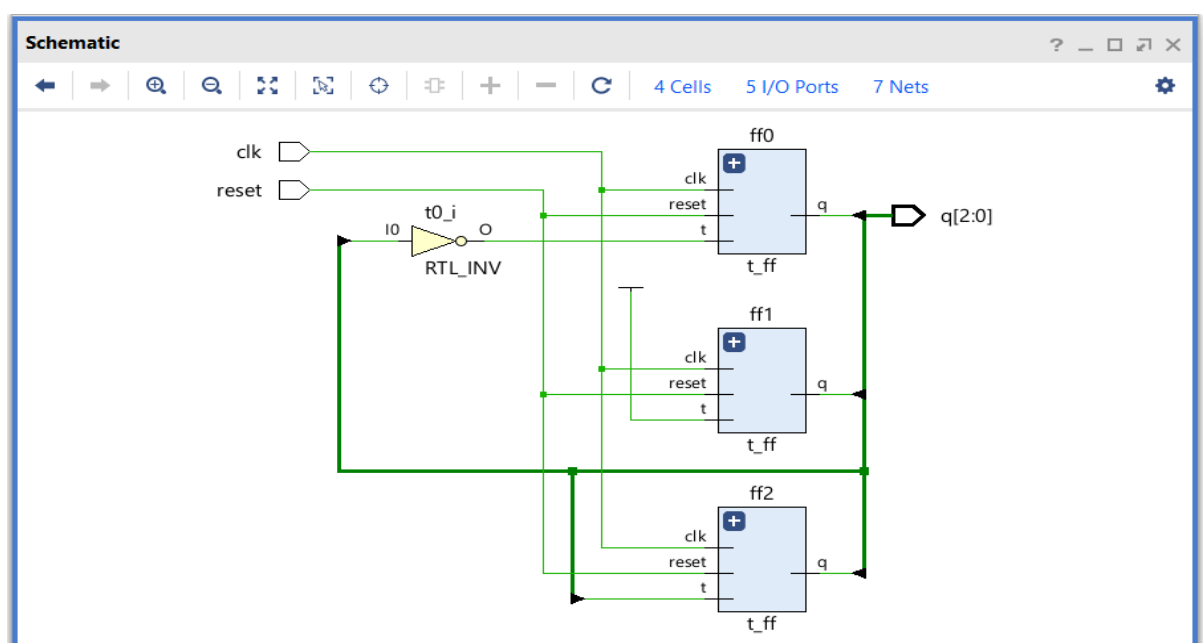 Schematic
4 Cells 5 I/O Ports 7 Nets
ff0
clk
clk
reset
reset
q
q[2:0]
t0_i
I0
O
t
RTL_INV
t_ff
ff1
clk
reset
q
t
t_ff
ff2
clk
reset
q
t
t_ff